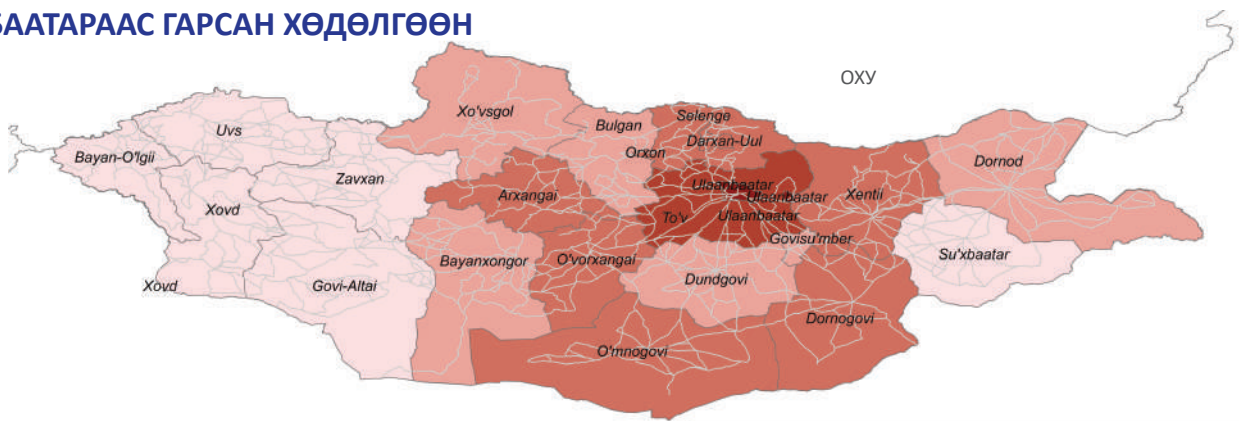 БААТАРААС ГАРСАН ХӨДӨЛГӨӨН
ОХУ
Xo'vsgol
Selenge
Bulgan
Uvs
Darxan-Uul
Orxon
Bayan-O'lgii
Dornod
Zavxan
Ulaanbaatar
Arxangai
Ulaanbaatar
Xentii
Xovd
To'v
Ulaanbaatar
Govisu'mber
Su'xbaatar
Bayanxongor
O'vorxangai
Dundgovi
Xovd
Govi-Altai
Dornogovi
O'mnogovi